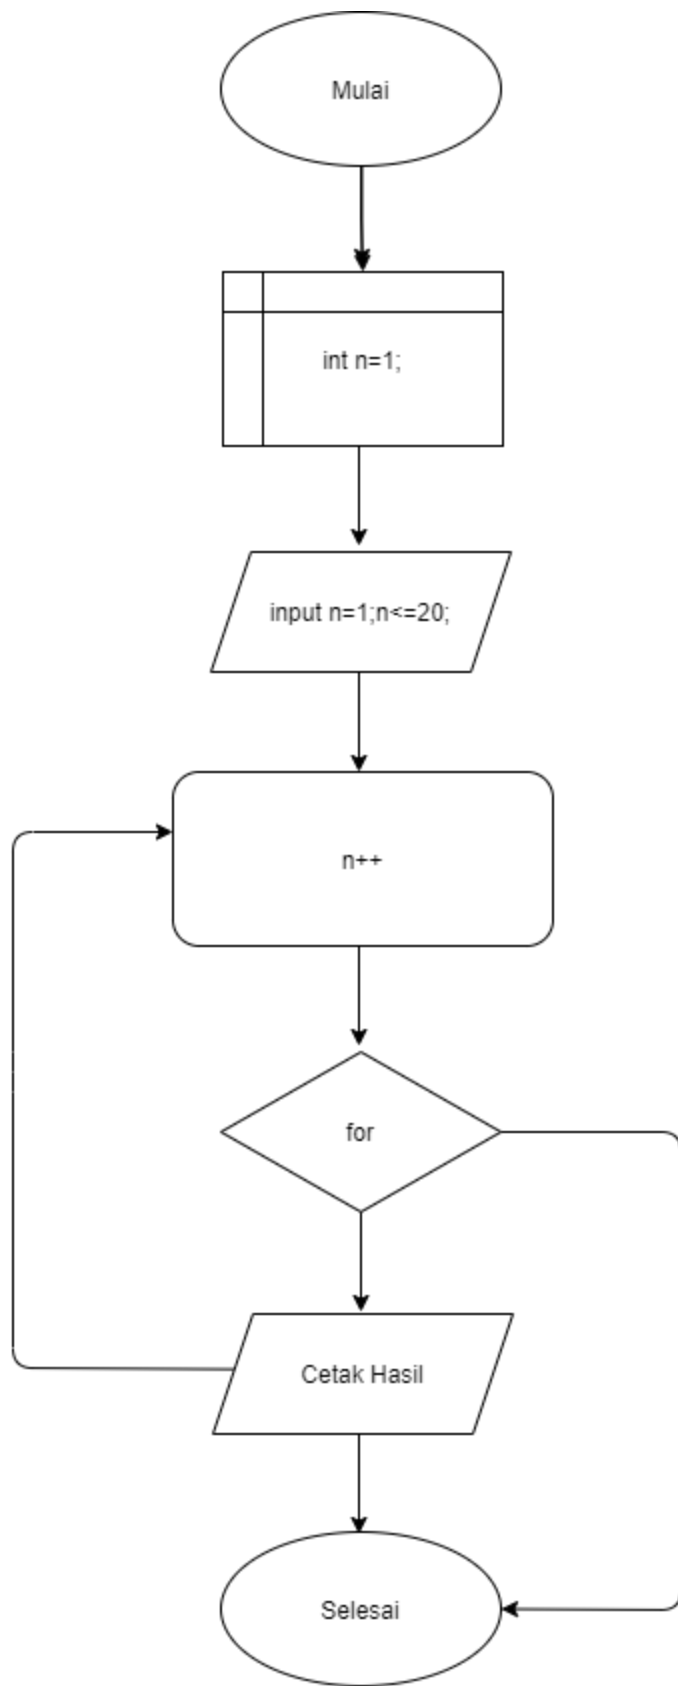 Mulai
int n=1;
input n=1;n<=20;
n++
for
Cetak Hasil
Selesai